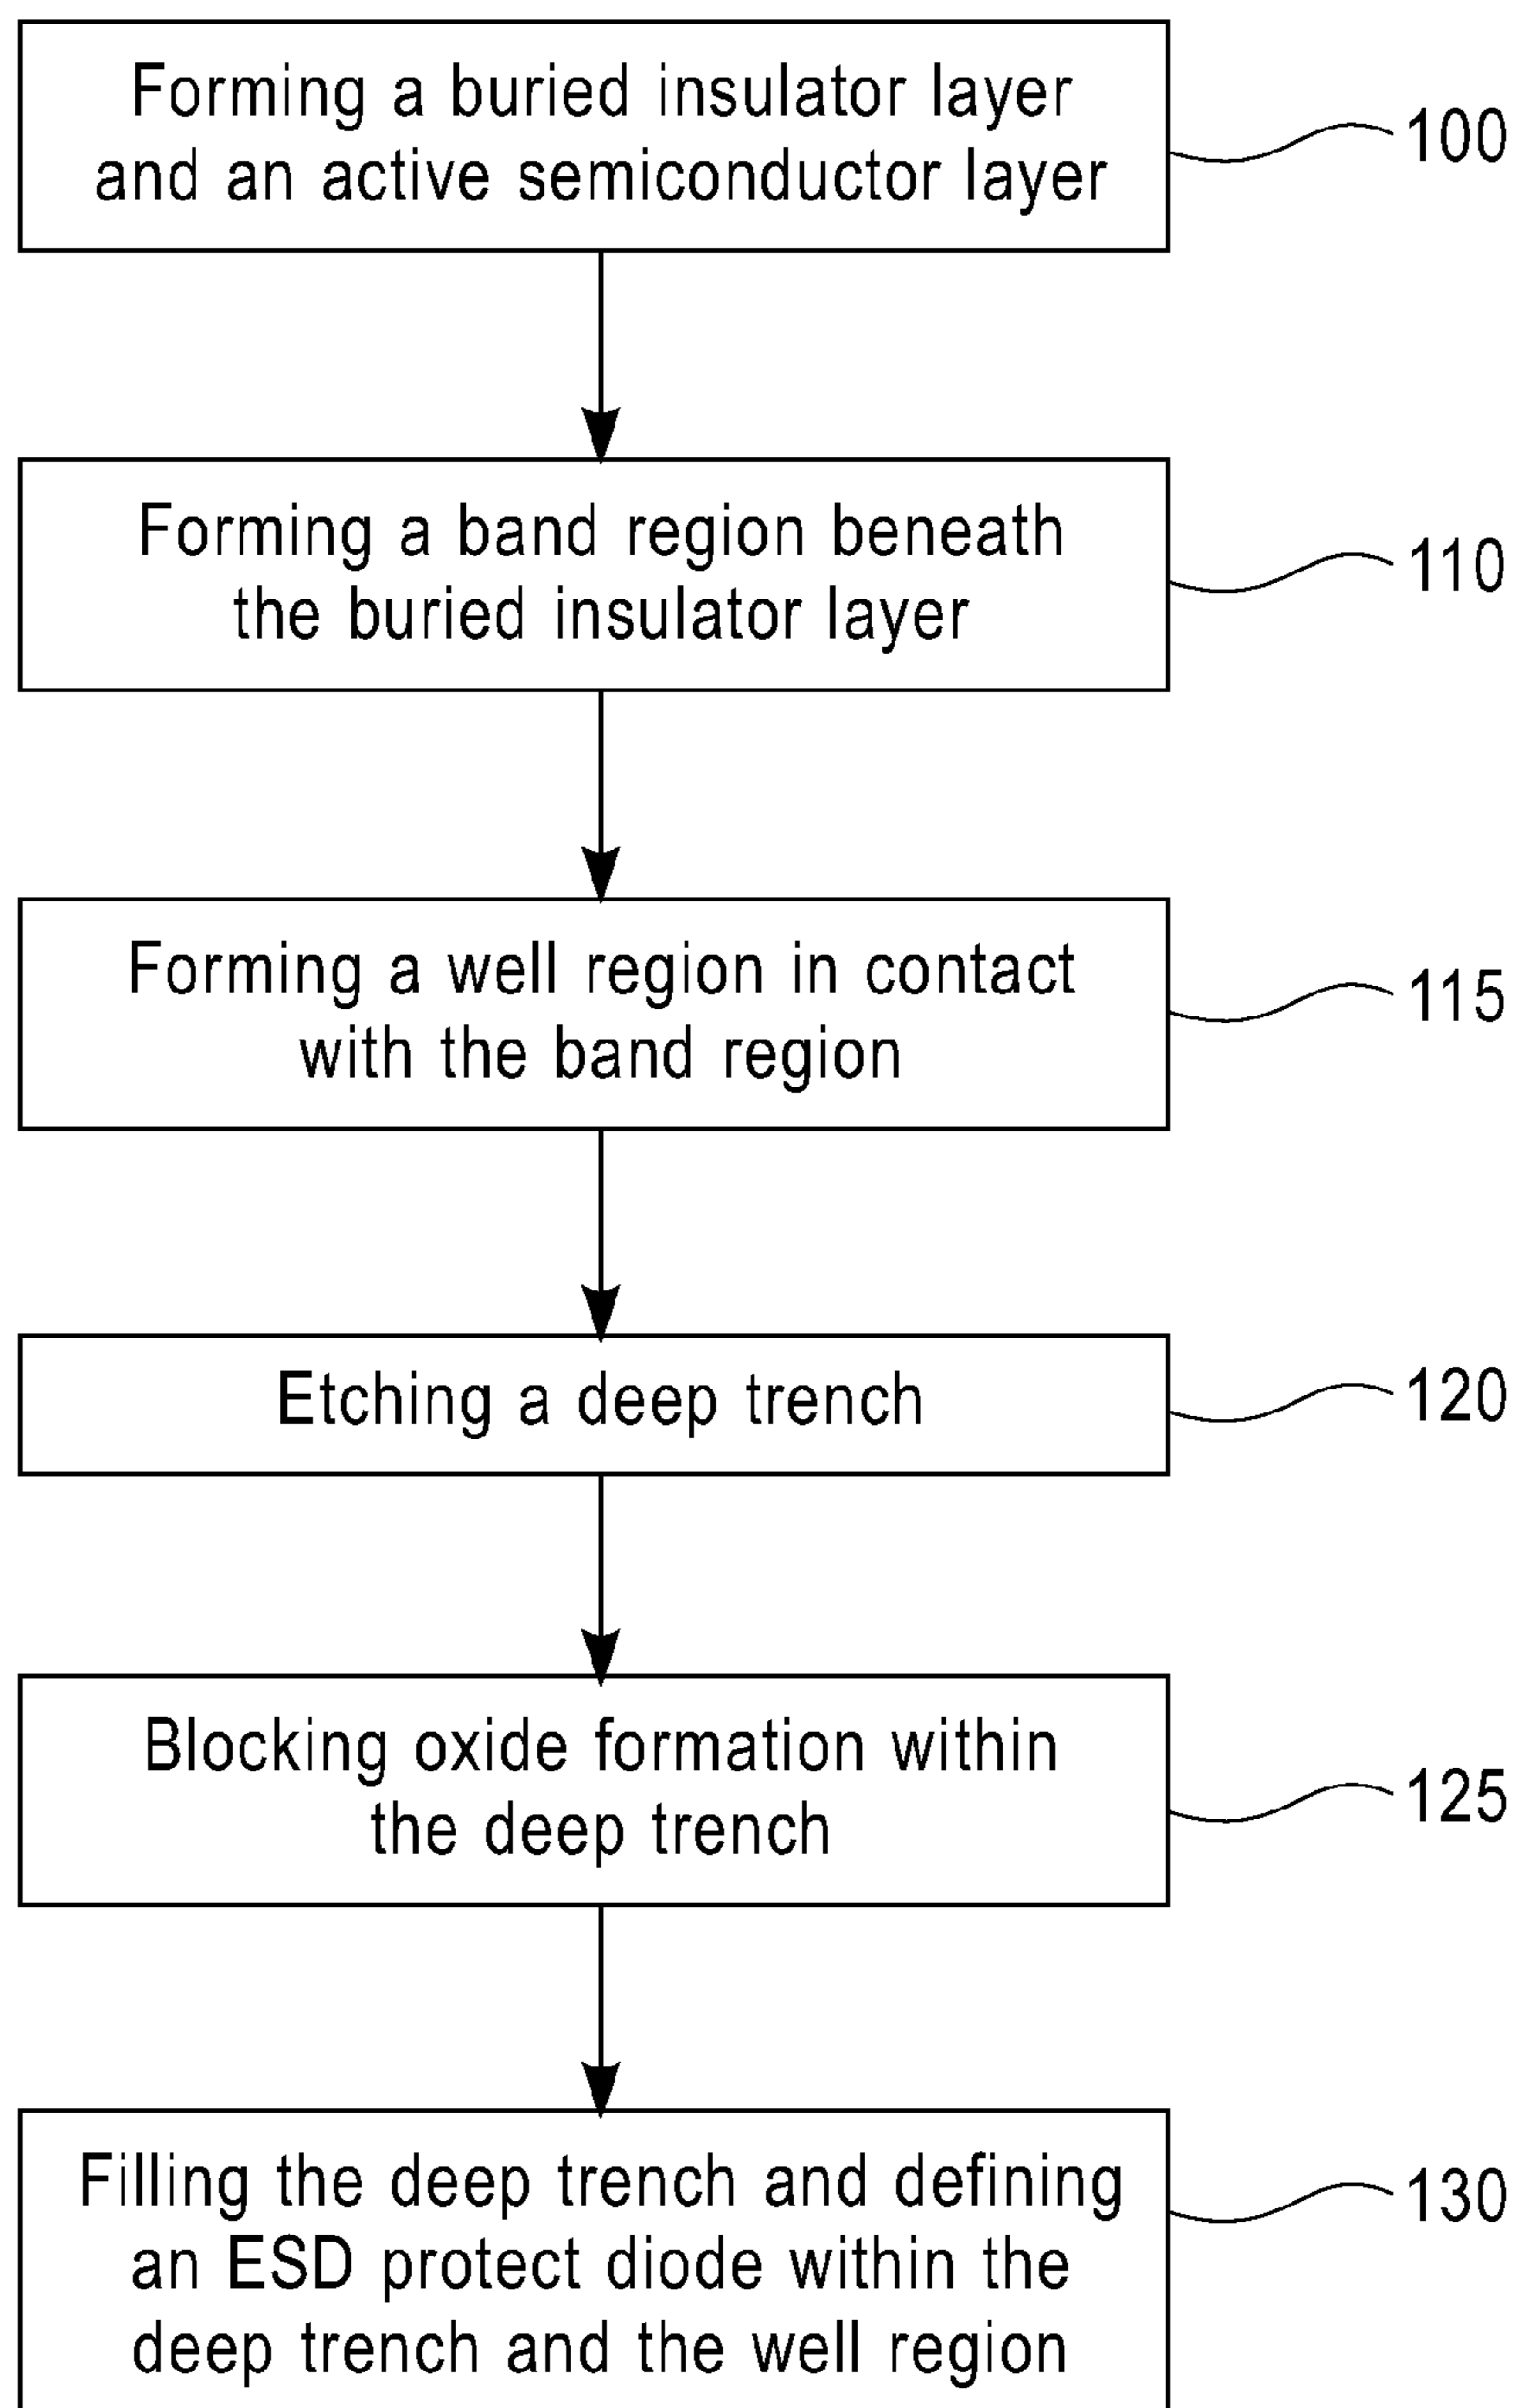 Forming a buried insulator layer
and an active semiconductor layer
100
Forming a band region beneath
the buried insulator layer
110
Forming a well region in contact
with the band region
115
Etching a deep trench
120
Blocking oxide formation within
the deep trench
125
Filling the deep trench and defining
an ESD protect diode within the
deep trench and the well region
130